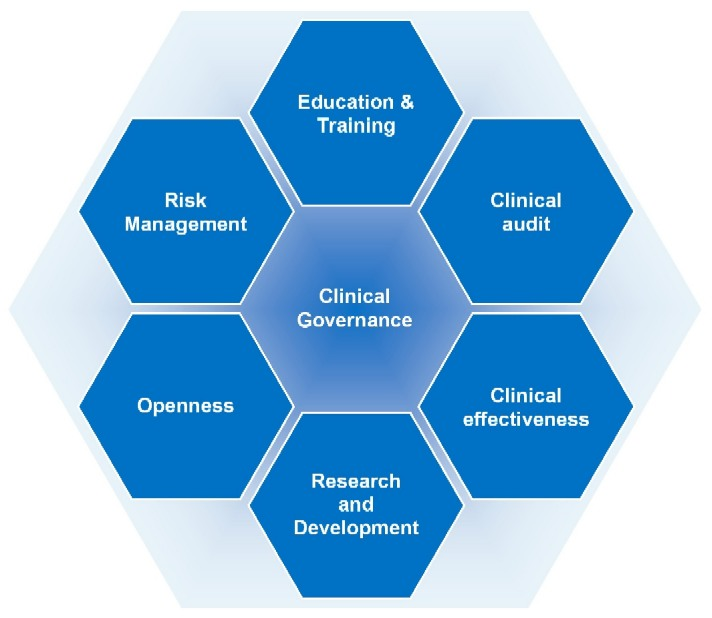 Education &
Training
Risk
Management
Clinical
audit
Clinical
Governance
Openness
Clinical
effectiveness
Research
and
Development